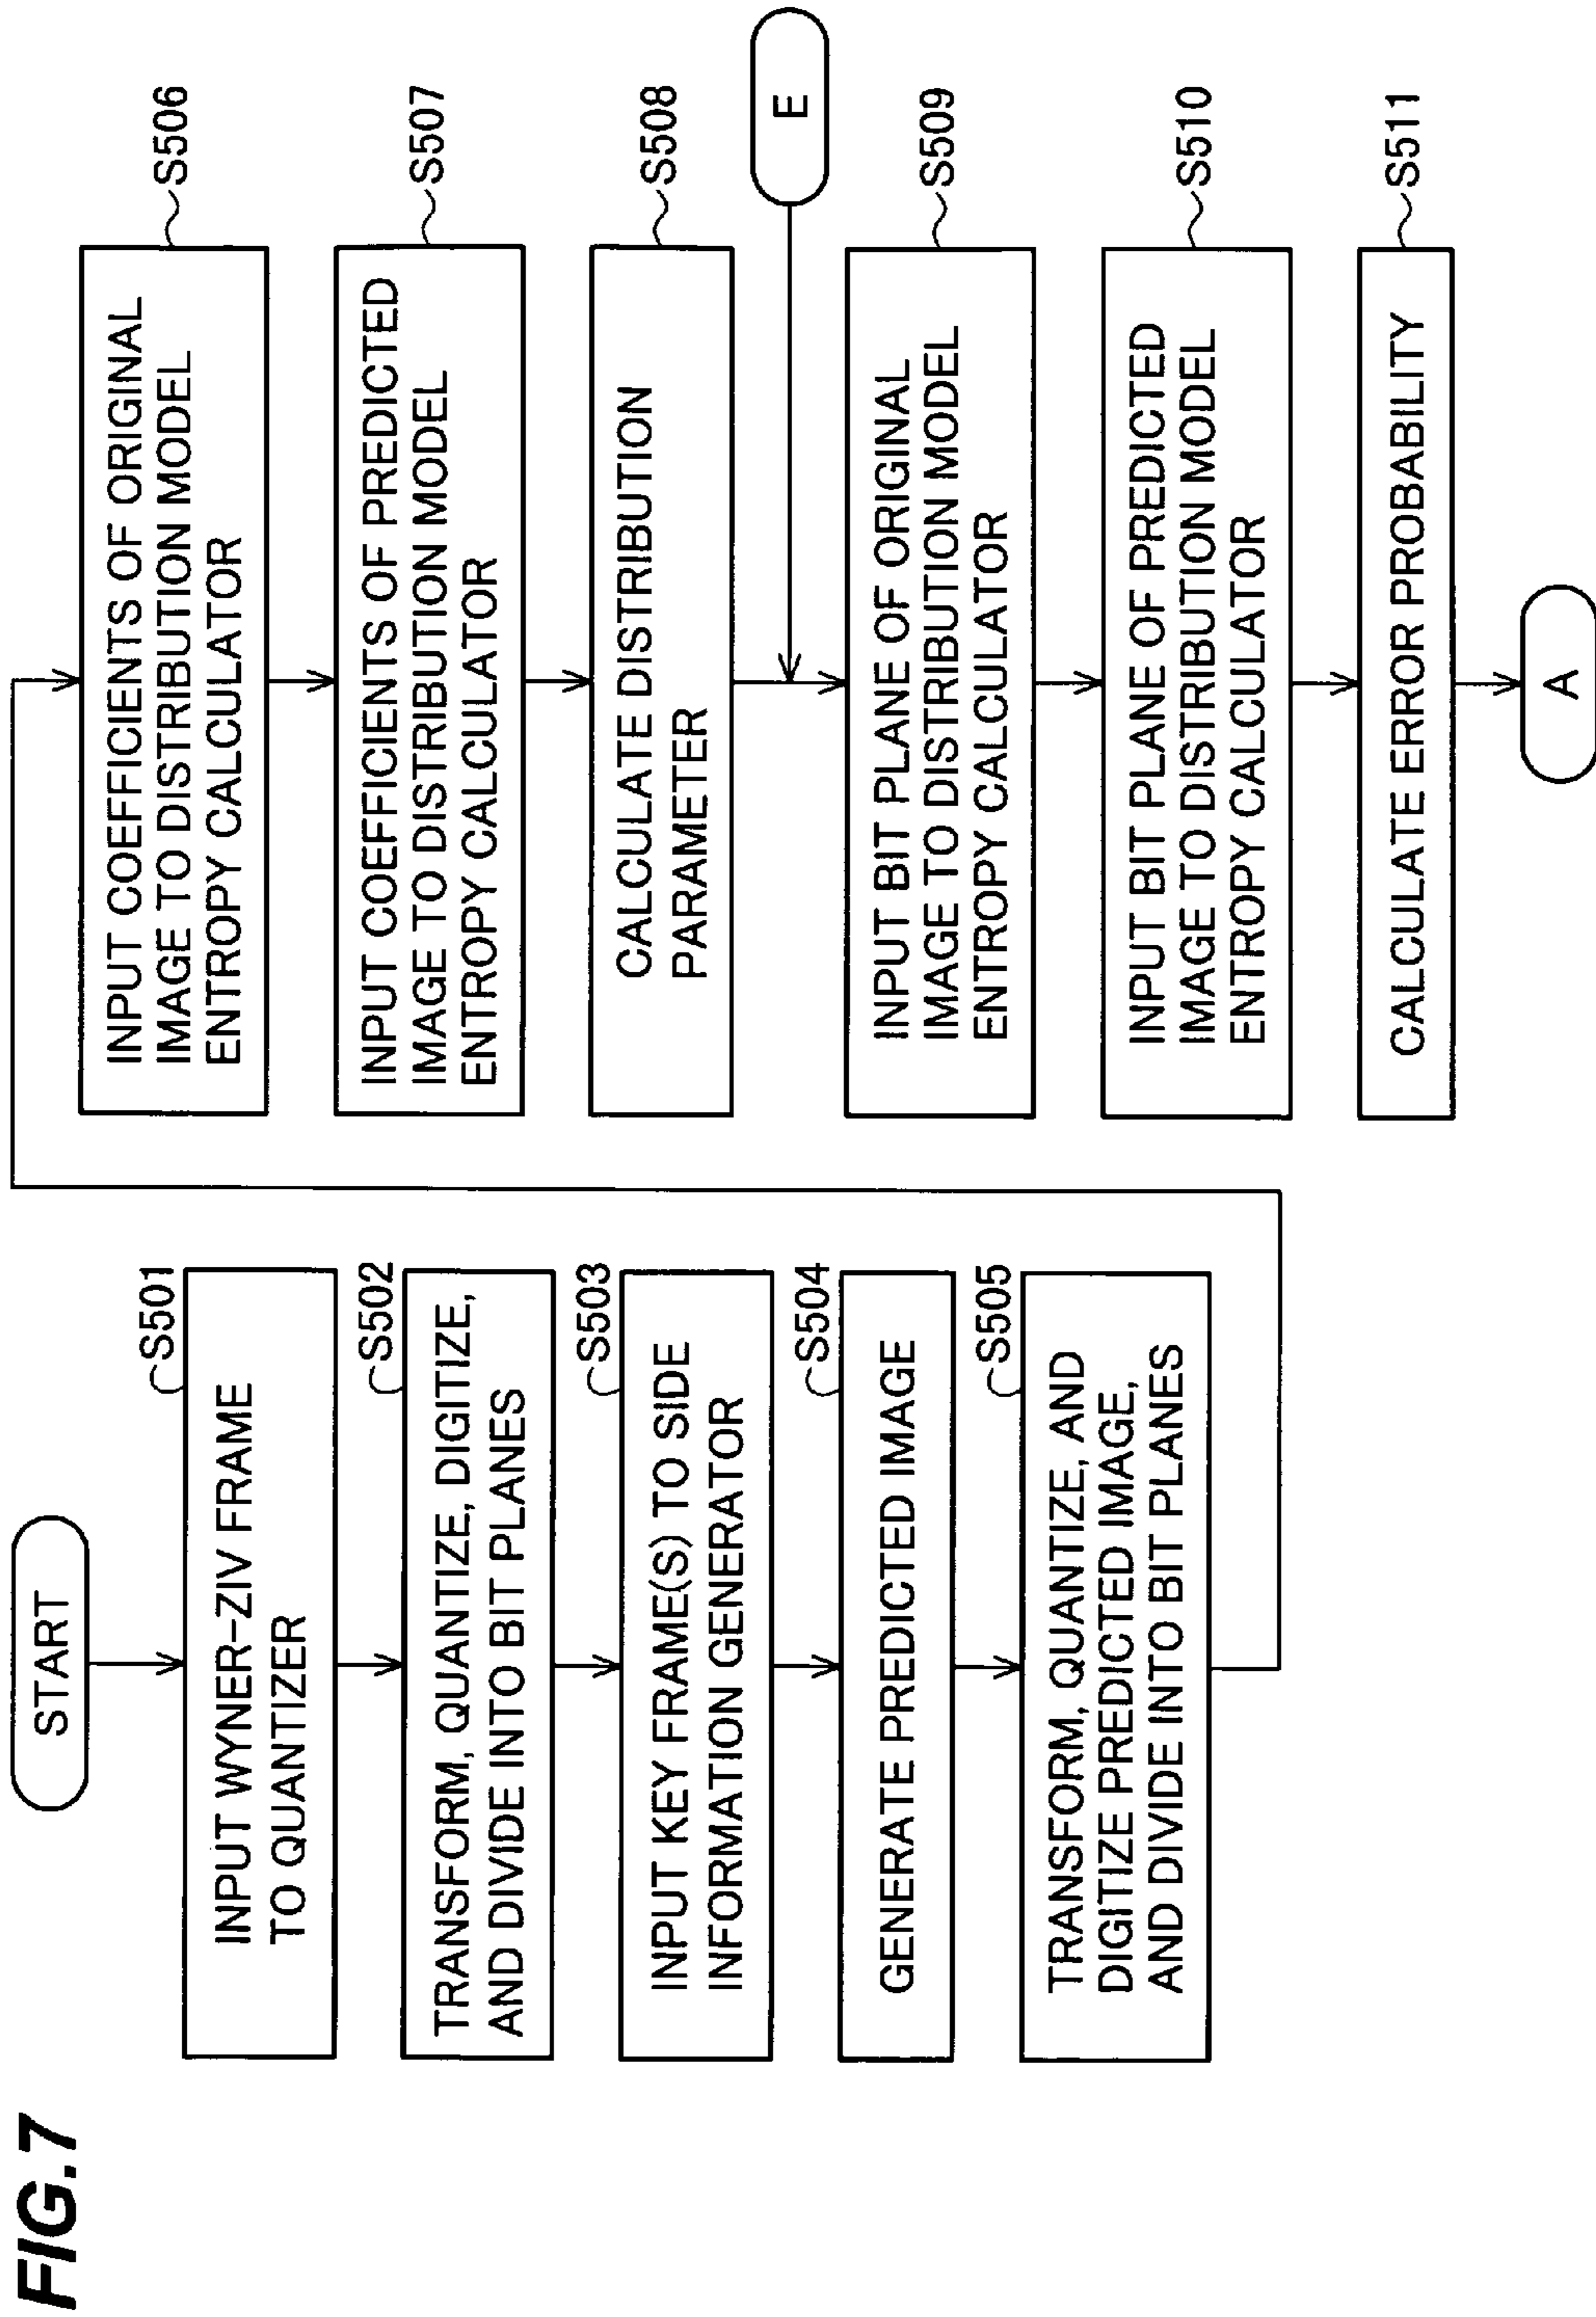 FIG.7
START
S501
INPUT WYNER-ZIV FRAME
TO QUANTIZER
S502
TRANSFORM, QUANTIZE, DIGITIZE,
AND DIVIDE INTO BIT PLANES
S503
INPUT KEY FRAME(S) TO SIDE
INFORMATION GENERATOR
S504
GENERATE PREDICTED IMAGE
S505
TRANSFORM, QUANTIZE, AND
DIGITIZE PREDICTED IMAGE,
AND DIVIDE INTO BIT PLANES
S506
INPUT COEFFICIENTS OF ORIGINAL
IMAGE TO DISTRIBUTION MODEL
ENTROPY CALCULATOR
S507
INPUT COEFFICIENTS OF PREDICTED
IMAGE TO DISTRIBUTION MODEL
ENTROPY CALCULATOR
S508
CALCULATE DISTRIBUTION
PARAMETER
E
S509
INPUT BIT PLANE OF ORIGINAL
IMAGE TO DISTRIBUTION MODEL
ENTROPY CALCULATOR
S510
INPUT BIT PLANE OF PREDICTED
IMAGE TO DISTRIBUTION MODEL
ENTROPY CALCULATOR
S511
CALCULATE ERROR PROBABILITY
A